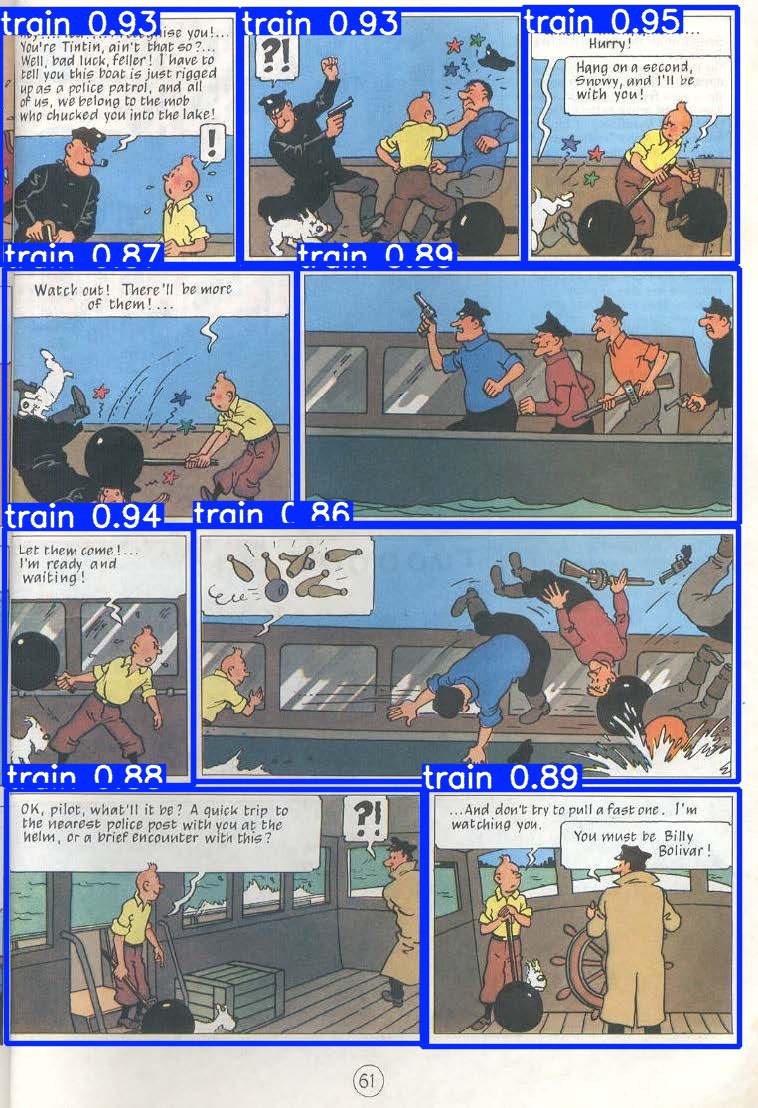 train 0.93
you!...
You're Tintin, ain't that so?...
Well, bad luck, feller! I have to
tell you this boat is just rigged
up as a police patrol, and all
of us, we belong to the mob
who chucked you into the lake!
!
train 0.93
?!
train 0.95
Hurry!
Hang on a second,
Snowy, and I'll be
with you!
train 0.87
Watch out! There'll be more
of them!...
train 0.89
train 0.94
Let them come!...
I'm ready and
waiting!
train 0.86
train 0.88
OK, pilot, what'll it be? A quick trip to
the nearest police post with you at the
helm, or a brief encounter with this?
?!
train 0.89
...And don't try to pull a fast one. I'm
watching you.
You must be Billy
Bolivar!
61